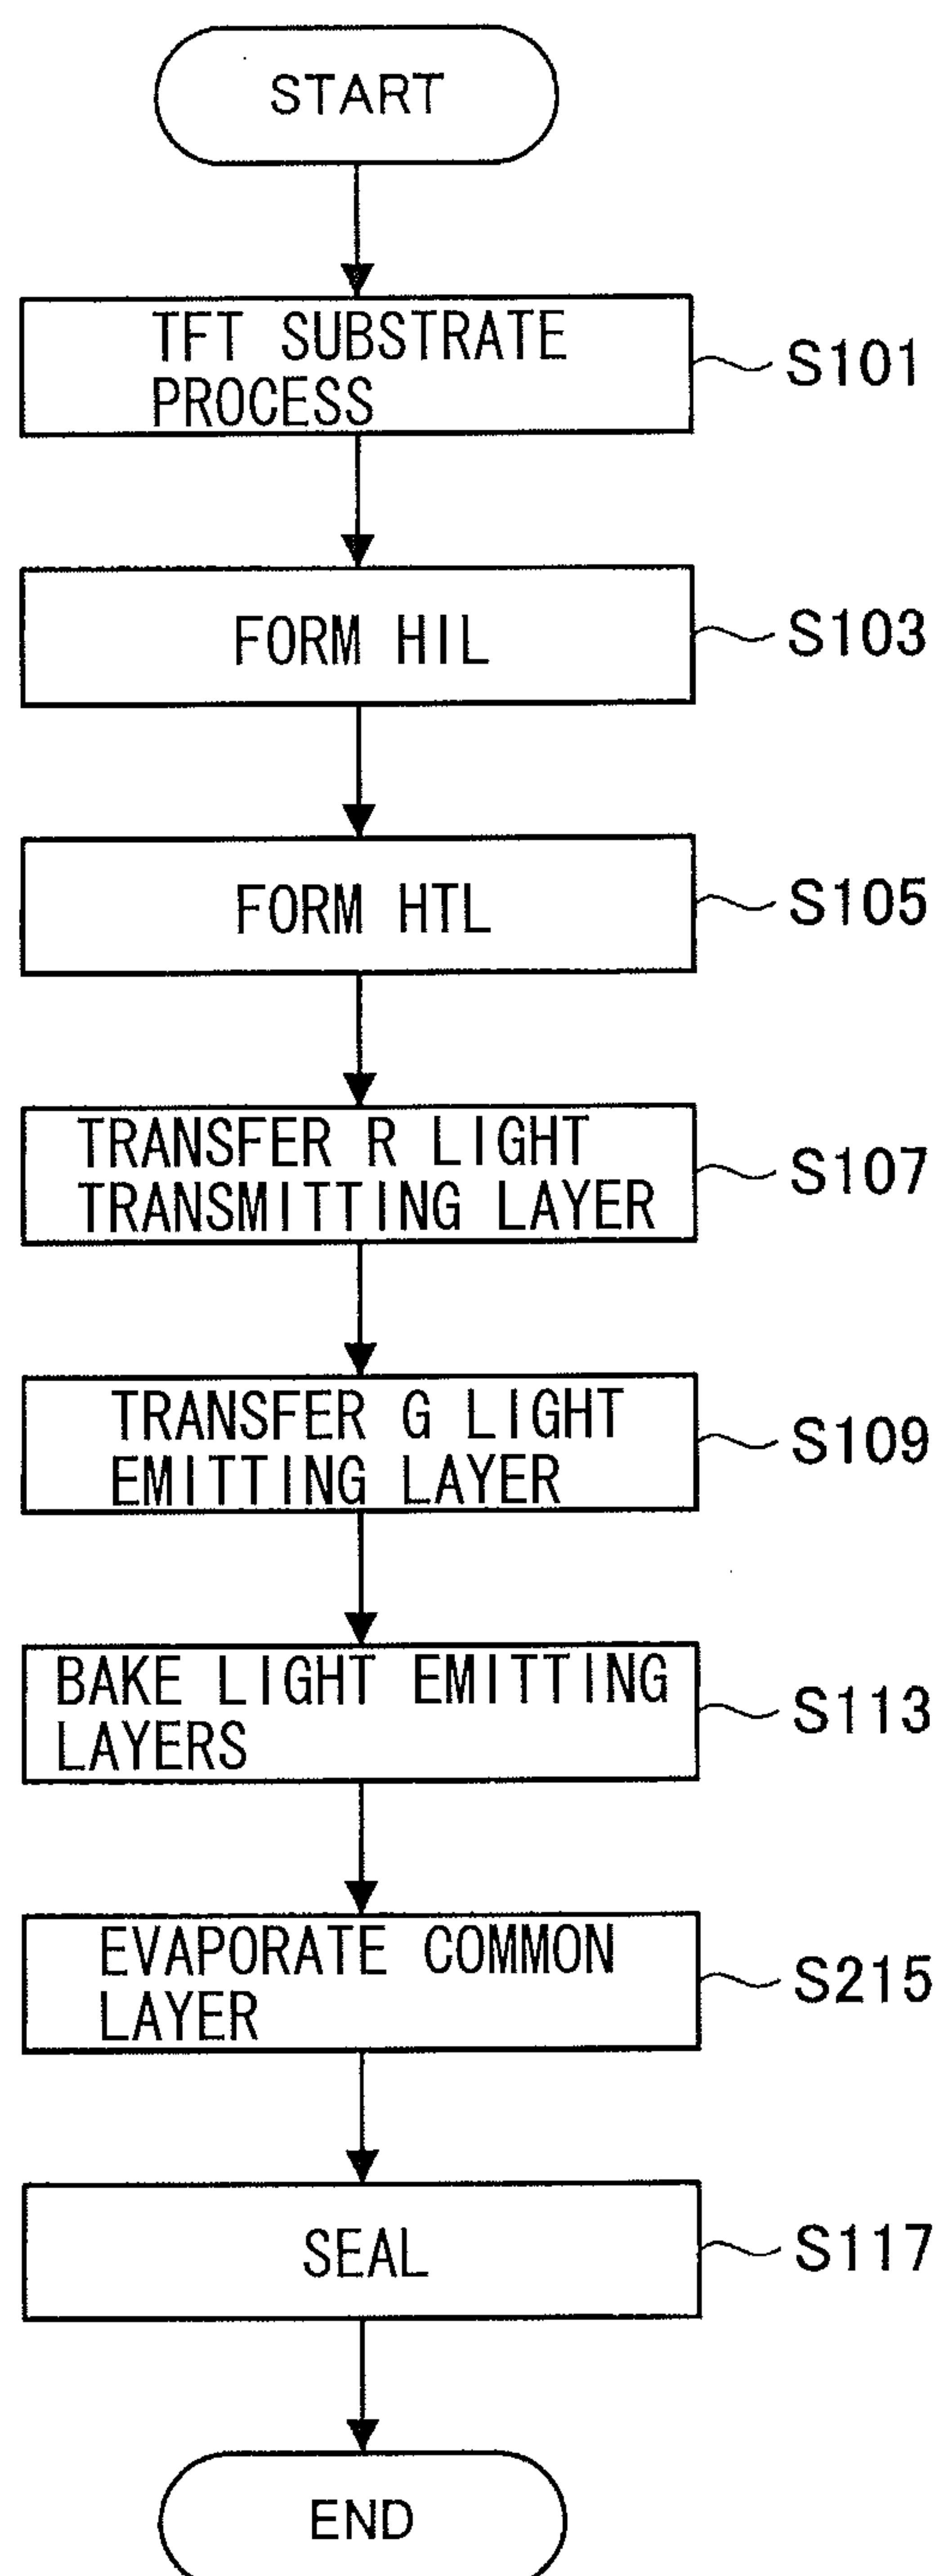 START
TFT SUBSTRATE
PROCESS
S101
FORM HIL
S103
FORM HTL
S105
TRANSFER R LIGHT
TRANSMITTING LAYER
S107
TRANSFER G LIGHT
EMITTING LAYER
S109
BAKE LIGHT EMITTING
LAYERS
S113
EVAPORATE COMMON
LAYER
S215
SEAL
S117
END